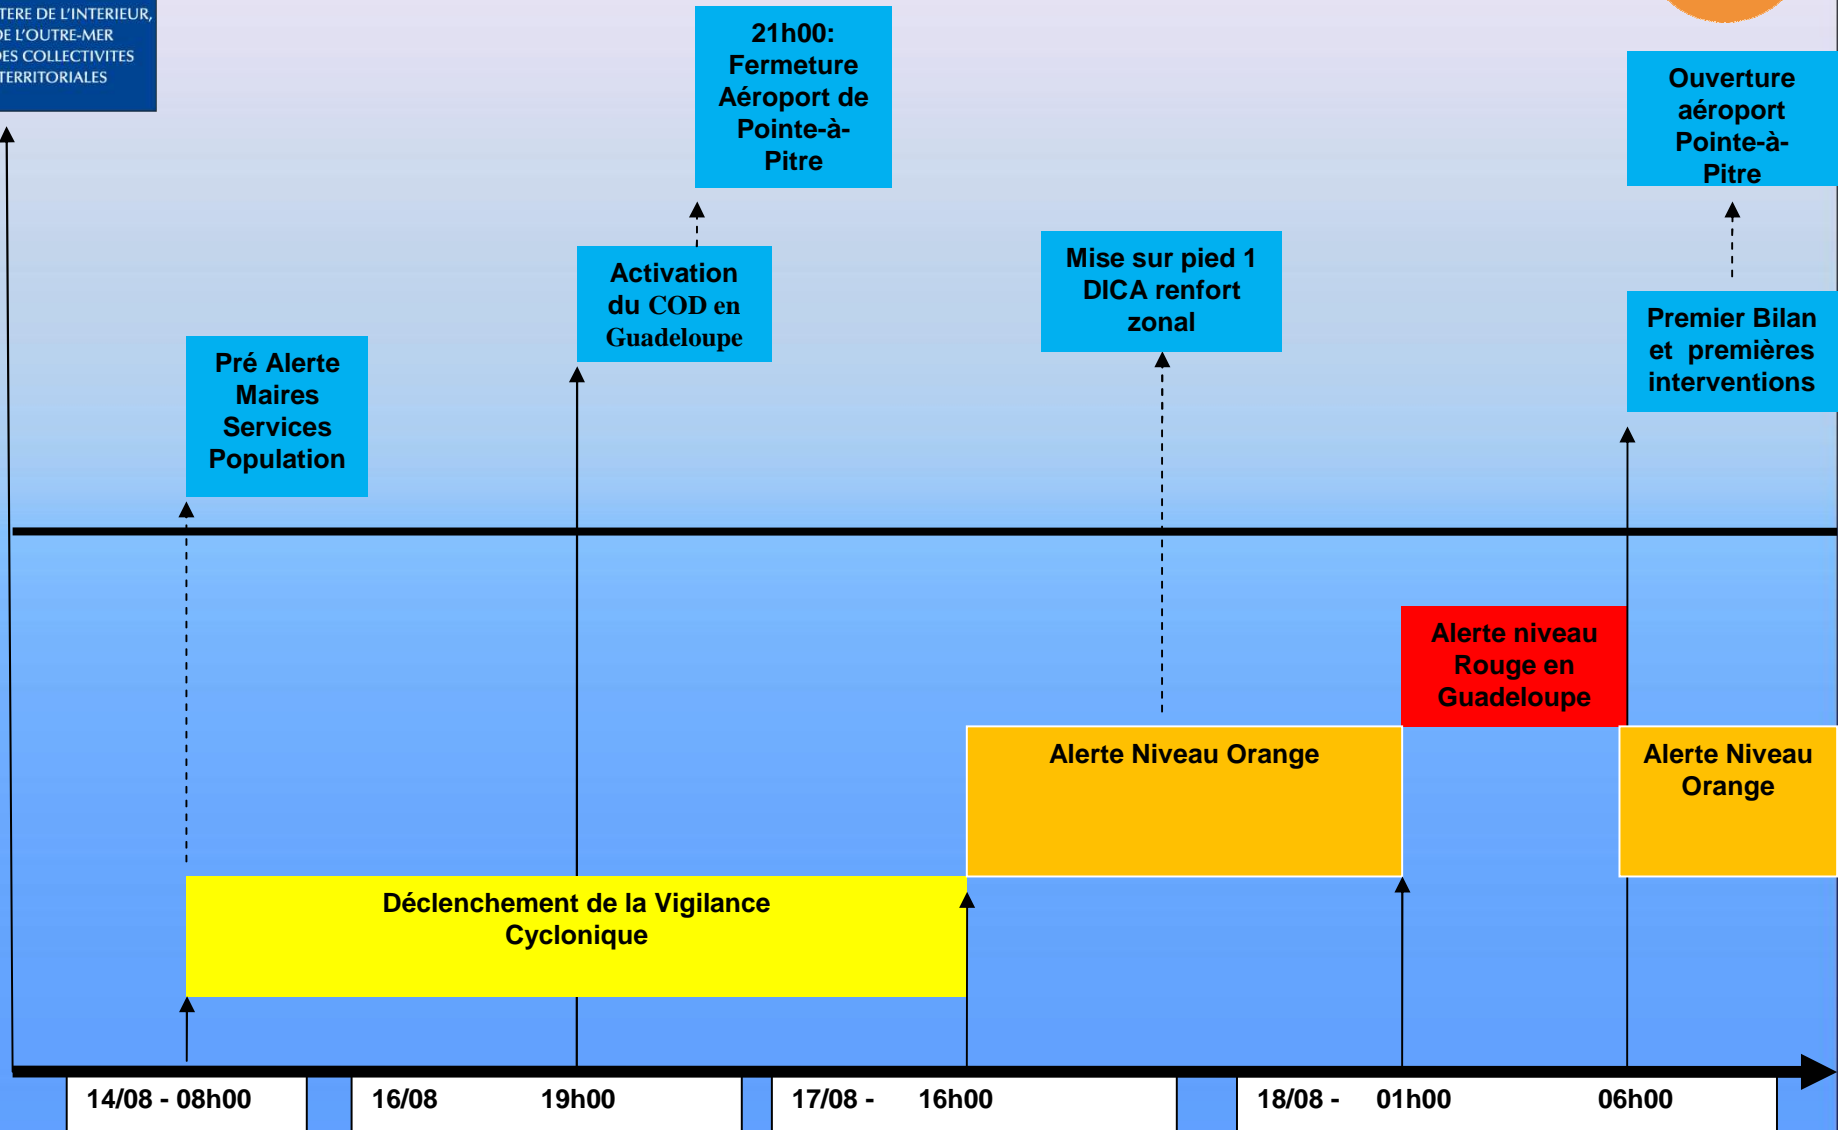 TERE DE L'INTERIEUR,
DE L'OUTRE-MER
DES COLLECTIVITES
TERRITORIALES
21h00:
Fermeture
Aéroport de
Pointe-à-
Pitre
Ouverture
aéroport
Pointe-à-
Pitre
Activation
du COD en
Guadeloupe
Mise sur pied 1
DICA renfort
zonal
Premier Bilan
et premières
interventions
Pré Alerte
Maires
Services
Population
Alerte niveau
Rouge en
Guadeloupe
Alerte Niveau Orange
Alerte Niveau
Orange
Déclenchement de la Vigilance
Cyclonique
14/08 - 08h00
16/08 19h00
17/08 - 16h00
18/08 - 01h00 06h00